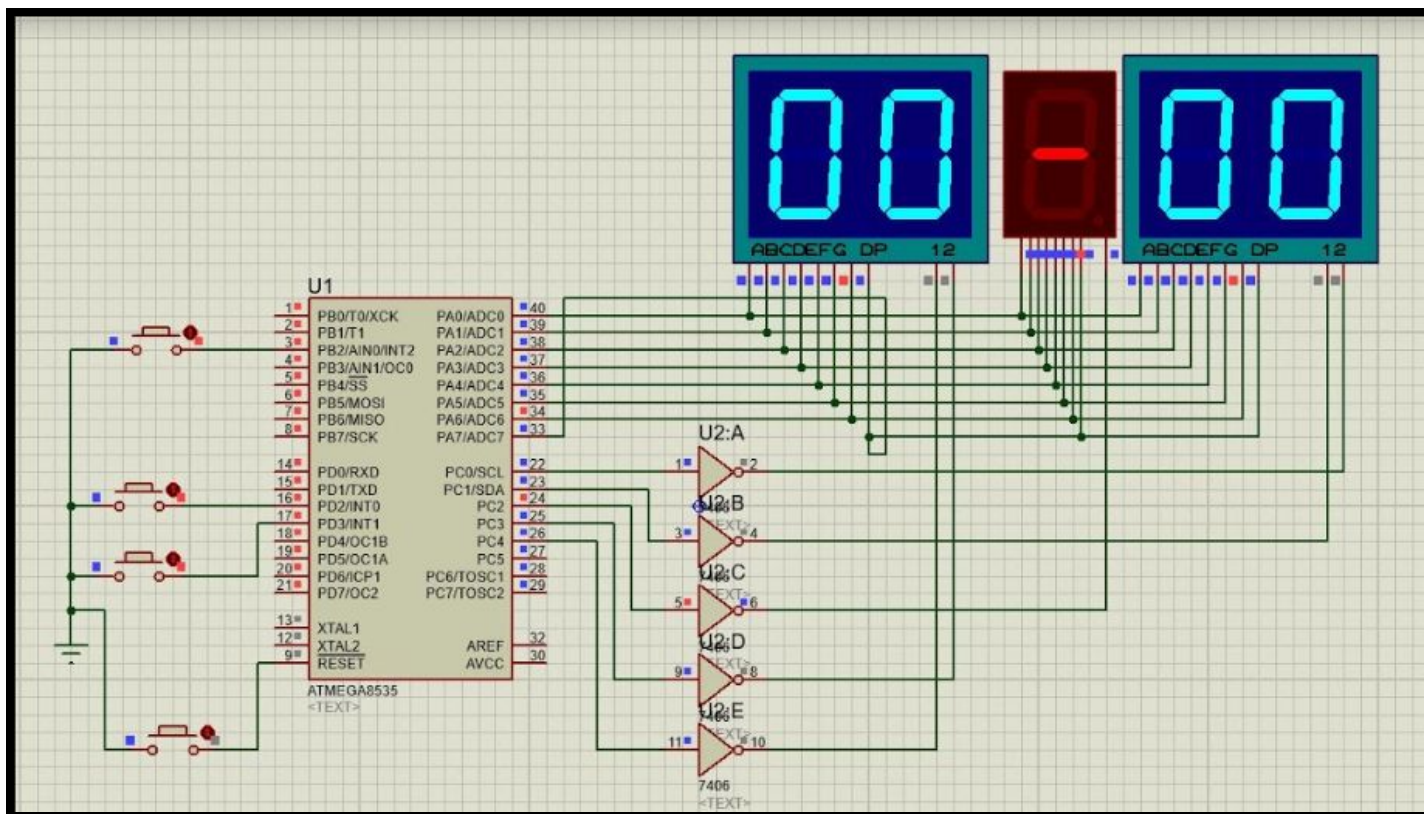 00 - 00
ABCDEFG DP 12
ABCDEFG DP 12
U1
1 PB0/T0/XCK PA0/ADC0 40
2 PB1/T1 PA1/ADC1 39
3 PB2/AIN0/INT2 PA2/ADC2 38
4 PB3/AIN1/OC0 PA3/ADC3 37
5 PB4/SS PA4/ADC4 36
6 PB5/MOSI PA5/ADC5 35
7 PB6/MISO PA6/ADC6 34
8 PB7/SCK PA7/ADC7 33
14 PD0/RXD PC0/SCL 22
15 PD1/TXD PC1/SDA 23
16 PD2/INT0 PC2 24
17 PD3/INT1 PC3 25
18 PD4/OC1B PC4 26
19 PD5/OC1A PC5 27
20 PD6/ICP1 PC6/TOSC1 28
21 PD7/OC2 PC7/TOSC2 29
13 XTAL1
12 XTAL2 AREF 32
9 RESET AVCC 30
ATMEGA8535
<TEXT>
U2:A
1 2
U2:B
3 4
U2:C
5 6
U2:D
9 8
U2:E
11 10
7406
<TEXT>